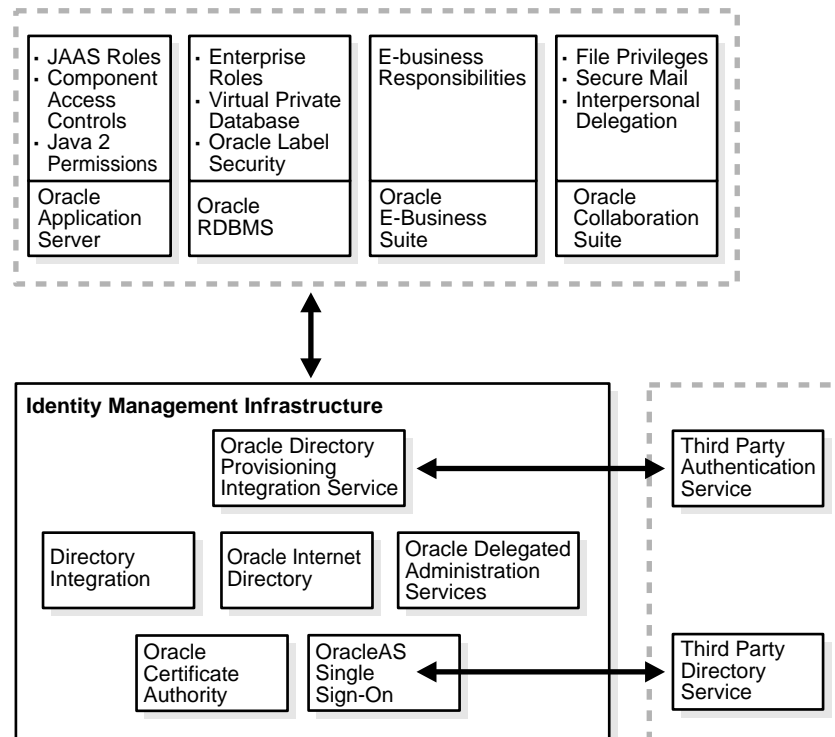 · JAAS Roles
· Component
Access
Controls
· Java 2
Permissions
Oracle
Application
Server
· Enterprise
Roles
· Virtual Private
Database
· Oracle Label
Security
Oracle
RDBMS
E-business
Responsibilities
Oracle
E-Business
Suite
· File Privileges
· Secure Mail
· Interpersonal
Delegation
Oracle
Collaboration
Suite
Identity Management Infrastructure
Oracle Directory
Provisioning
Integration Service
Third Party
Authentication
Service
Directory
Integration
Oracle Internet
Directory
Oracle Delegated
Administration
Services
Oracle
Certificate
Authority
OracleAS
Single
Sign-On
Third Party
Directory
Service